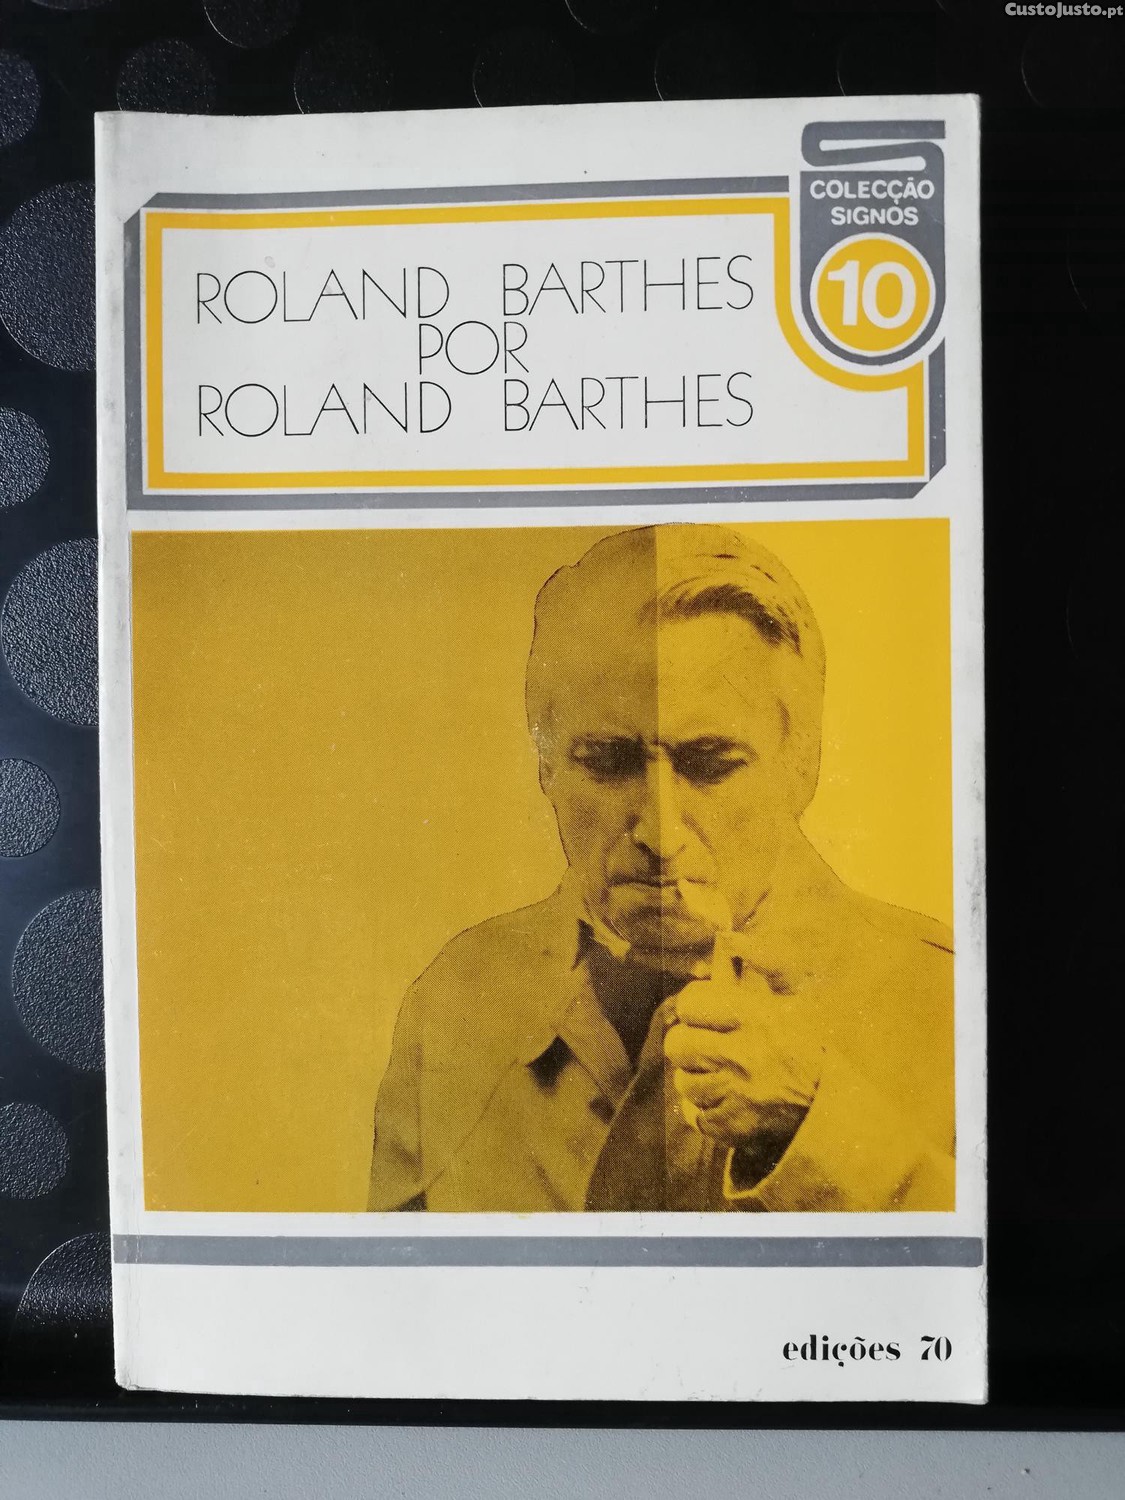 CustoJusto.pt
COLECÇÃO
SIGNOS
10
ROLAND BARTHES
POR
ROLAND BARTHES
edições 70